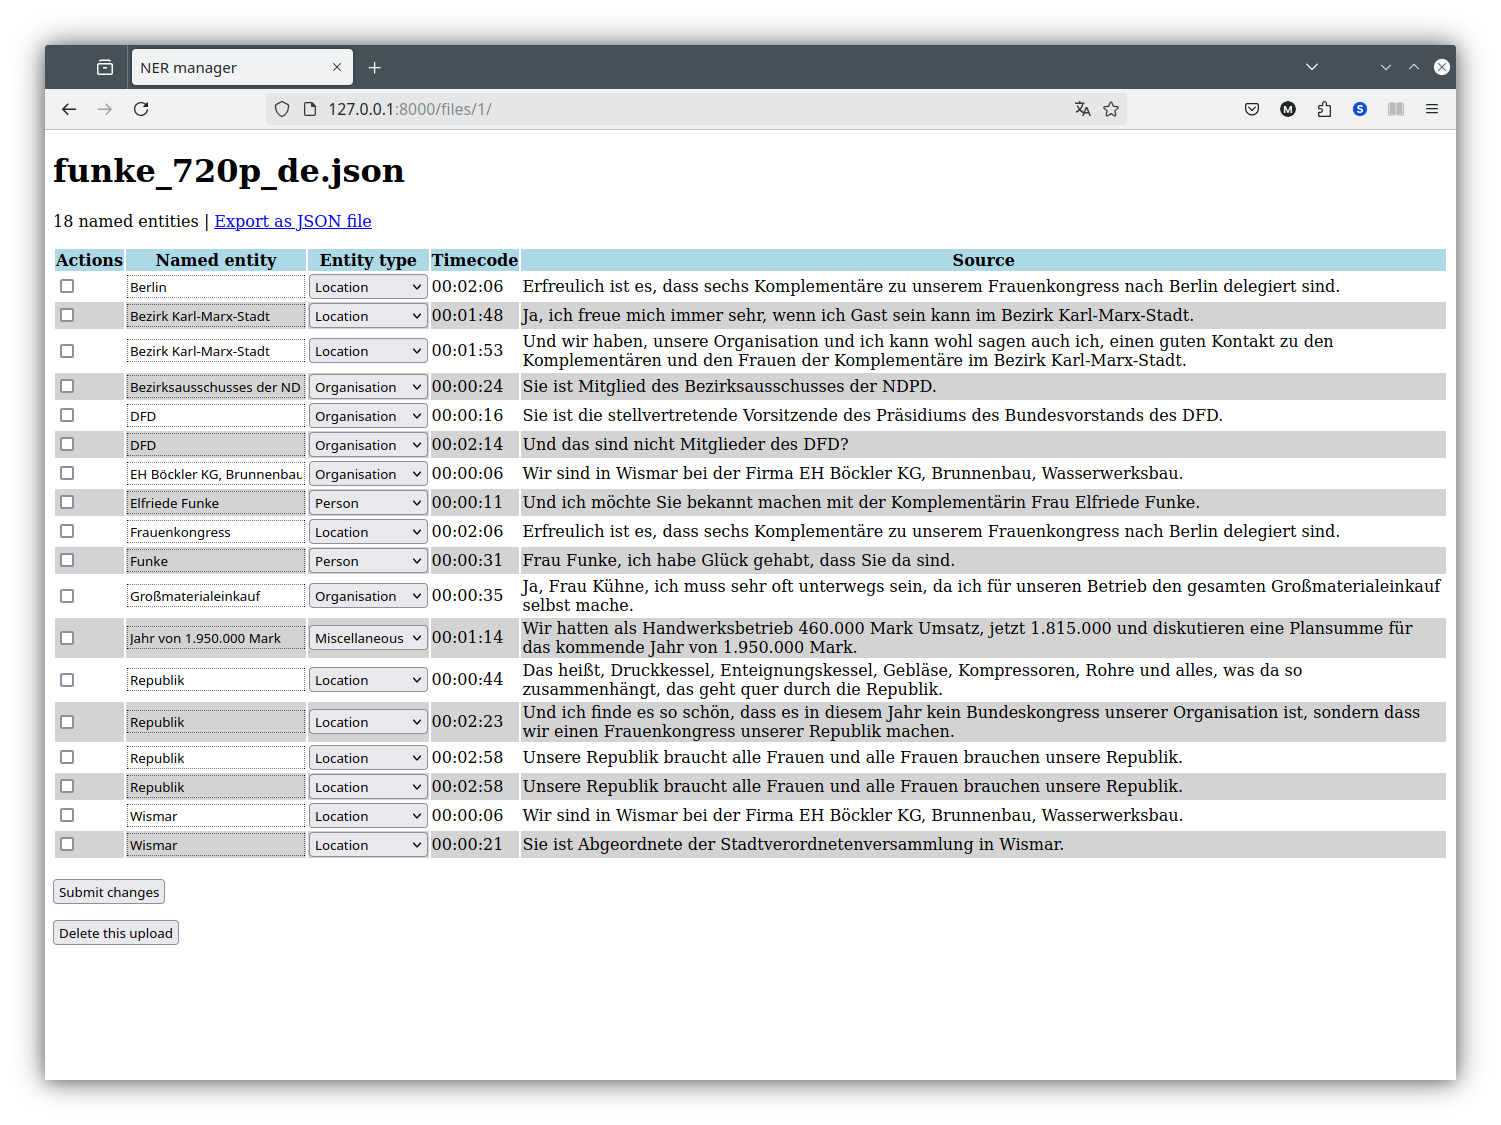 NER manager
127.0.0.1:8000/files/1/
M
S
funke_720p_de.json
18 named entities | Export as JSON file
Actions Named entity Entity type Timecode Source
Berlin Location 00:02:06 Erfreulich ist es, dass sechs Komplementäre zu unserem Frauenkongress nach Berlin delegiert sind.
Bezirk Karl-Marx-Stadt Location 00:01:48 Ja, ich freue mich immer sehr, wenn ich Gast sein kann im Bezirk Karl-Marx-Stadt.
Bezirk Karl-Marx-Stadt Location 00:01:53 Und wir haben, unsere Organisation und ich kann wohl sagen auch ich, einen guten Kontakt zu den
Komplementären und den Frauen der Komplementäre im Bezirk Karl-Marx-Stadt.
Bezirksausschusses der ND Organisation 00:00:24 Sie ist Mitglied des Bezirksausschusses der NDPD.
DFD Organisation 00:00:16 Sie ist die stellvertretende Vorsitzende des Präsidiums des Bundesvorstands des DFD.
DFD Organisation 00:02:14 Und das sind nicht Mitglieder des DFD?
EH Böckler KG, Brunnenbau Organisation 00:00:06 Wir sind in Wismar bei der Firma EH Böckler KG, Brunnenbau, Wasserwerksbau.
Elfriede Funke Person 00:00:11 Und ich möchte Sie bekannt machen mit der Komplementärin Frau Elfriede Funke.
Frauenkongress Location 00:02:06 Erfreulich ist es, dass sechs Komplementäre zu unserem Frauenkongress nach Berlin delegiert sind.
Funke Person 00:00:31 Frau Funke, ich habe Glück gehabt, dass Sie da sind.
Großmaterialeinkauf Organisation 00:00:35 Ja, Frau Kühne, ich muss sehr oft unterwegs sein, da ich für unseren Betrieb den gesamten Großmaterialeinkauf
selbst mache.
Jahr von 1.950.000 Mark Miscellaneous 00:01:14 Wir hatten als Handwerksbetrieb 460.000 Mark Umsatz, jetzt 1.815.000 und diskutieren eine Plansumme für
das kommende Jahr von 1.950.000 Mark.
Republik Location 00:00:44 Das heißt, Druckkessel, Enteignungskessel, Gebläse, Kompressoren, Rohre und alles, was da so
zusammenhängt, das geht quer durch die Republik.
Republik Location 00:02:23 Und ich finde es so schön, dass es in diesem Jahr kein Bundeskongress unserer Organisation ist, sondern dass
wir einen Frauenkongress unserer Republik machen.
Republik Location 00:02:58 Unsere Republik braucht alle Frauen und alle Frauen brauchen unsere Republik.
Republik Location 00:02:58 Unsere Republik braucht alle Frauen und alle Frauen brauchen unsere Republik.
Wismar Location 00:00:06 Wir sind in Wismar bei der Firma EH Böckler KG, Brunnenbau, Wasserwerksbau.
Wismar Location 00:00:21 Sie ist Abgeordnete der Stadtverordnetenversammlung in Wismar.
Submit changes
Delete this upload